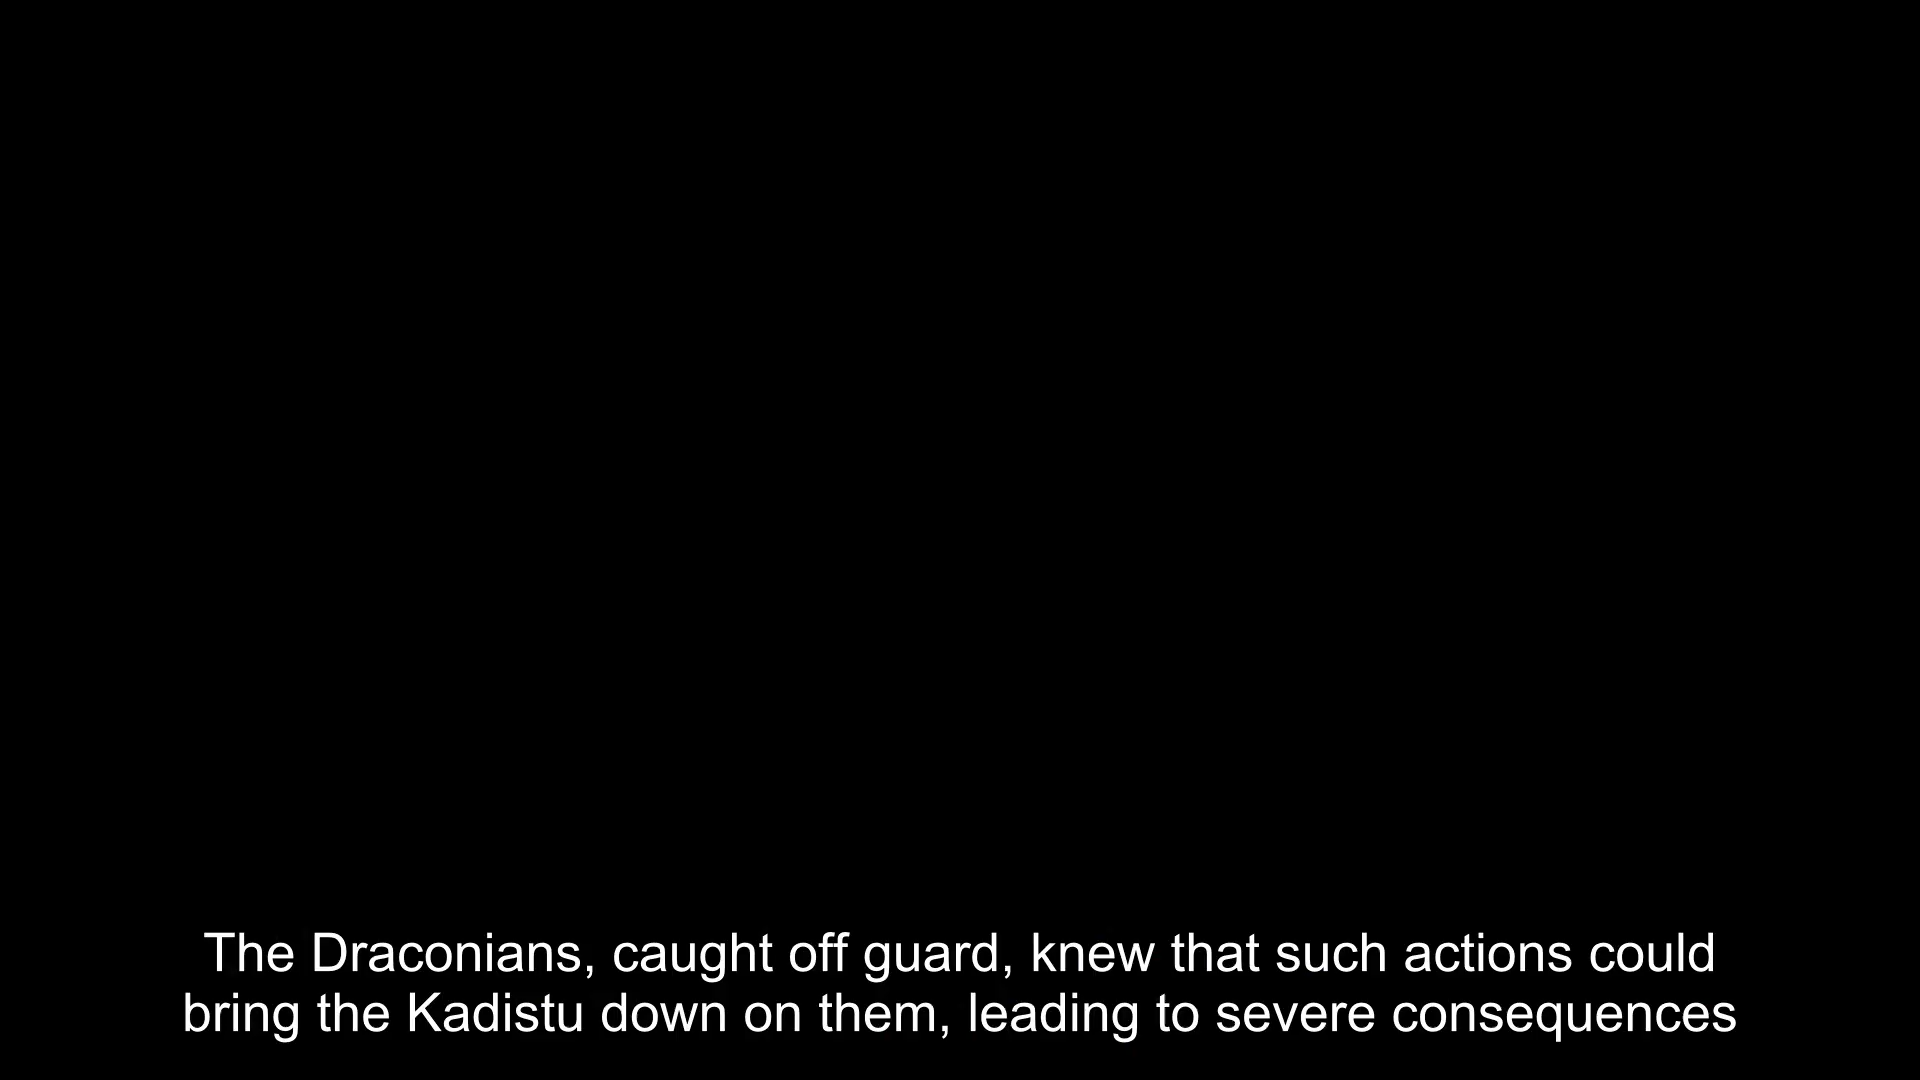 The Draconians, caught off guard, knew that such actions could
bring the Kadistu down on them, leading to severe consequences